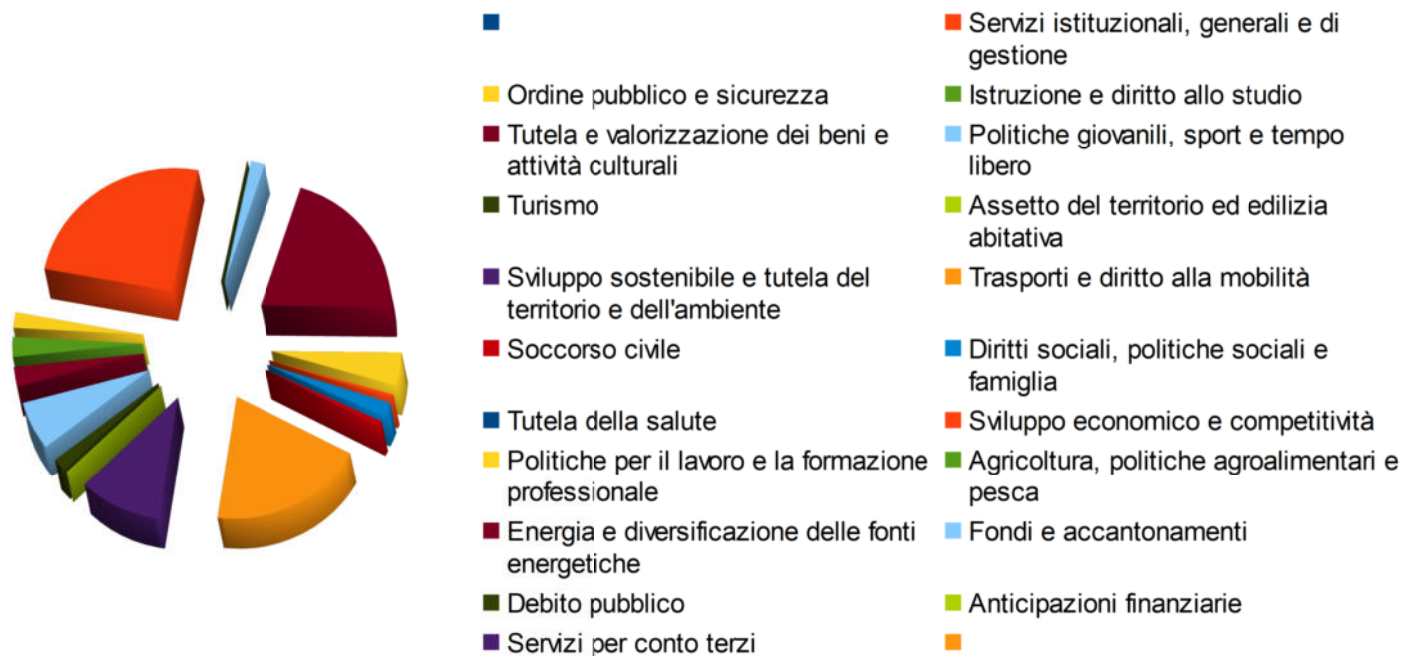 Servizi istituzionali, generali e di
gestione
Ordine pubblico e sicurezza
Istruzione e diritto allo studio
Tutela e valorizzazione dei beni e
attività culturali
Politiche giovanili, sport e tempo
libero
Turismo
Assetto del territorio ed edilizia
abitativa
Sviluppo sostenibile e tutela del
territorio e dell'ambiente
Trasporti e diritto alla mobilità
Soccorso civile
Diritti sociali, politiche sociali e
famiglia
Tutela della salute
Sviluppo economico e competitività
Politiche per il lavoro e la formazione
professionale
Agricoltura, politiche agroalimentari e
pesca
Energia e diversificazione delle fonti
energetiche
Fondi e accantonamenti
Debito pubblico
Anticipazioni finanziarie
Servizi per conto terzi